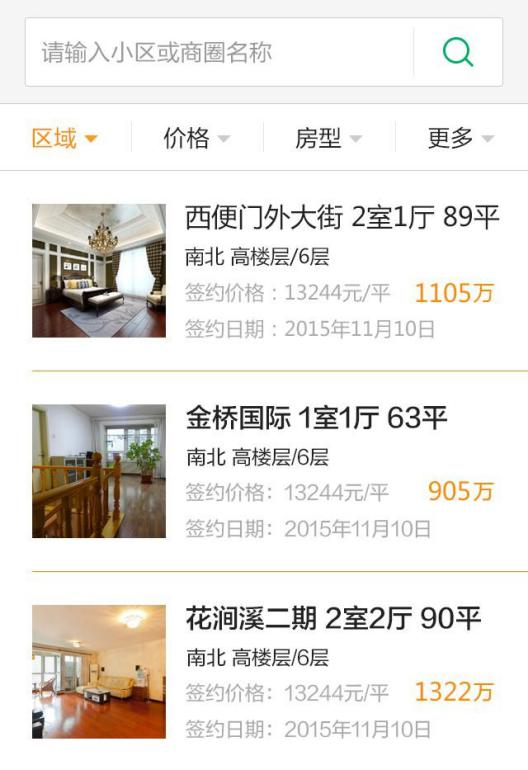 请输入小区或商圈名称
区域 价格 房型 更多
西便门外大街 2室1厅 89平
南北 高楼层/6层
签约价格：13244元/平 1105万
签约日期：2015年11月10日
金桥国际 1室1厅 63平
南北 高楼层/6层
签约价格：13244元/平 905万
签约日期：2015年11月10日
花涧溪二期 2室2厅 90平
南北 高楼层/6层
签约价格：13244元/平 1322万
签约日期：2015年11月10日